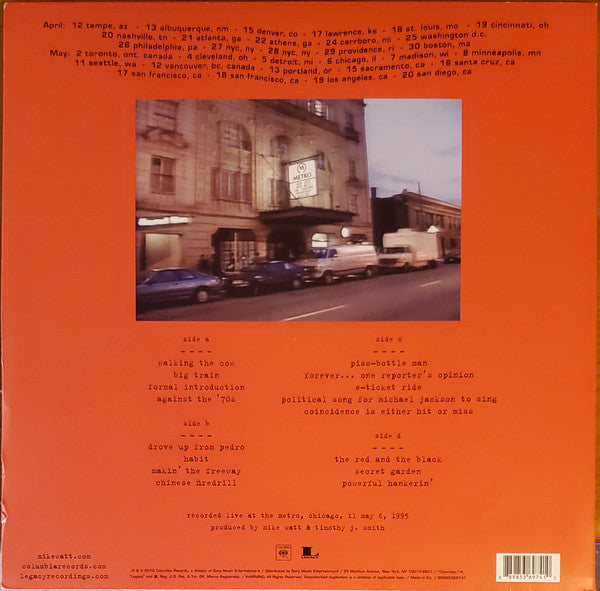 April: 12 tempe, az • 13 albuquerque, nm • 15 denver, co • 17 lawrence, ks • 18 st. louis, mo • 19 cincinnati, oh
20 nashville, tn • 21 atlanta, ga • 22 athens, ga • 24 carrboro, nc • 25 washington d.c.
26 philadelphia, pa • 27 nyc, ny • 28 nyc, ny • 29 providence, ri • 30 boston, ma
May: 2 toronto, ont. canada • 4 cleveland, oh • 5 detroit, mi • 6 chicago, il • 7 madison, wi • 8 minneapolis, mn
11 seattle, wa • 12 vancouver, bc, canada • 13 portland, or • 15 sacramento, ca • 16 santa cruz, ca
17 san francisco, ca • 18 san francisco, ca • 19 los angeles, ca • 20 san diego, ca
METRO
side a
- - - -
walking the cow
big train
formal introduction
against the '70s
side b
- - - -
drove up from pedro
habit
makin' the freeway
chinese firedrill
side c
- - - -
piss-bottle man
forever... one reporter's opinion
e-ticket ride
political song for michael jackson to sing
coincidence is either hit or miss
side d
- - - -
the red and the black
secret garden
powerful hankerin'
recorded live at the metro, chicago, il may 6, 1995
produced by mike watt & timothy j. smith
mikewatt.com
columbiarecords.com
legacyrecordings.com
LEGACY